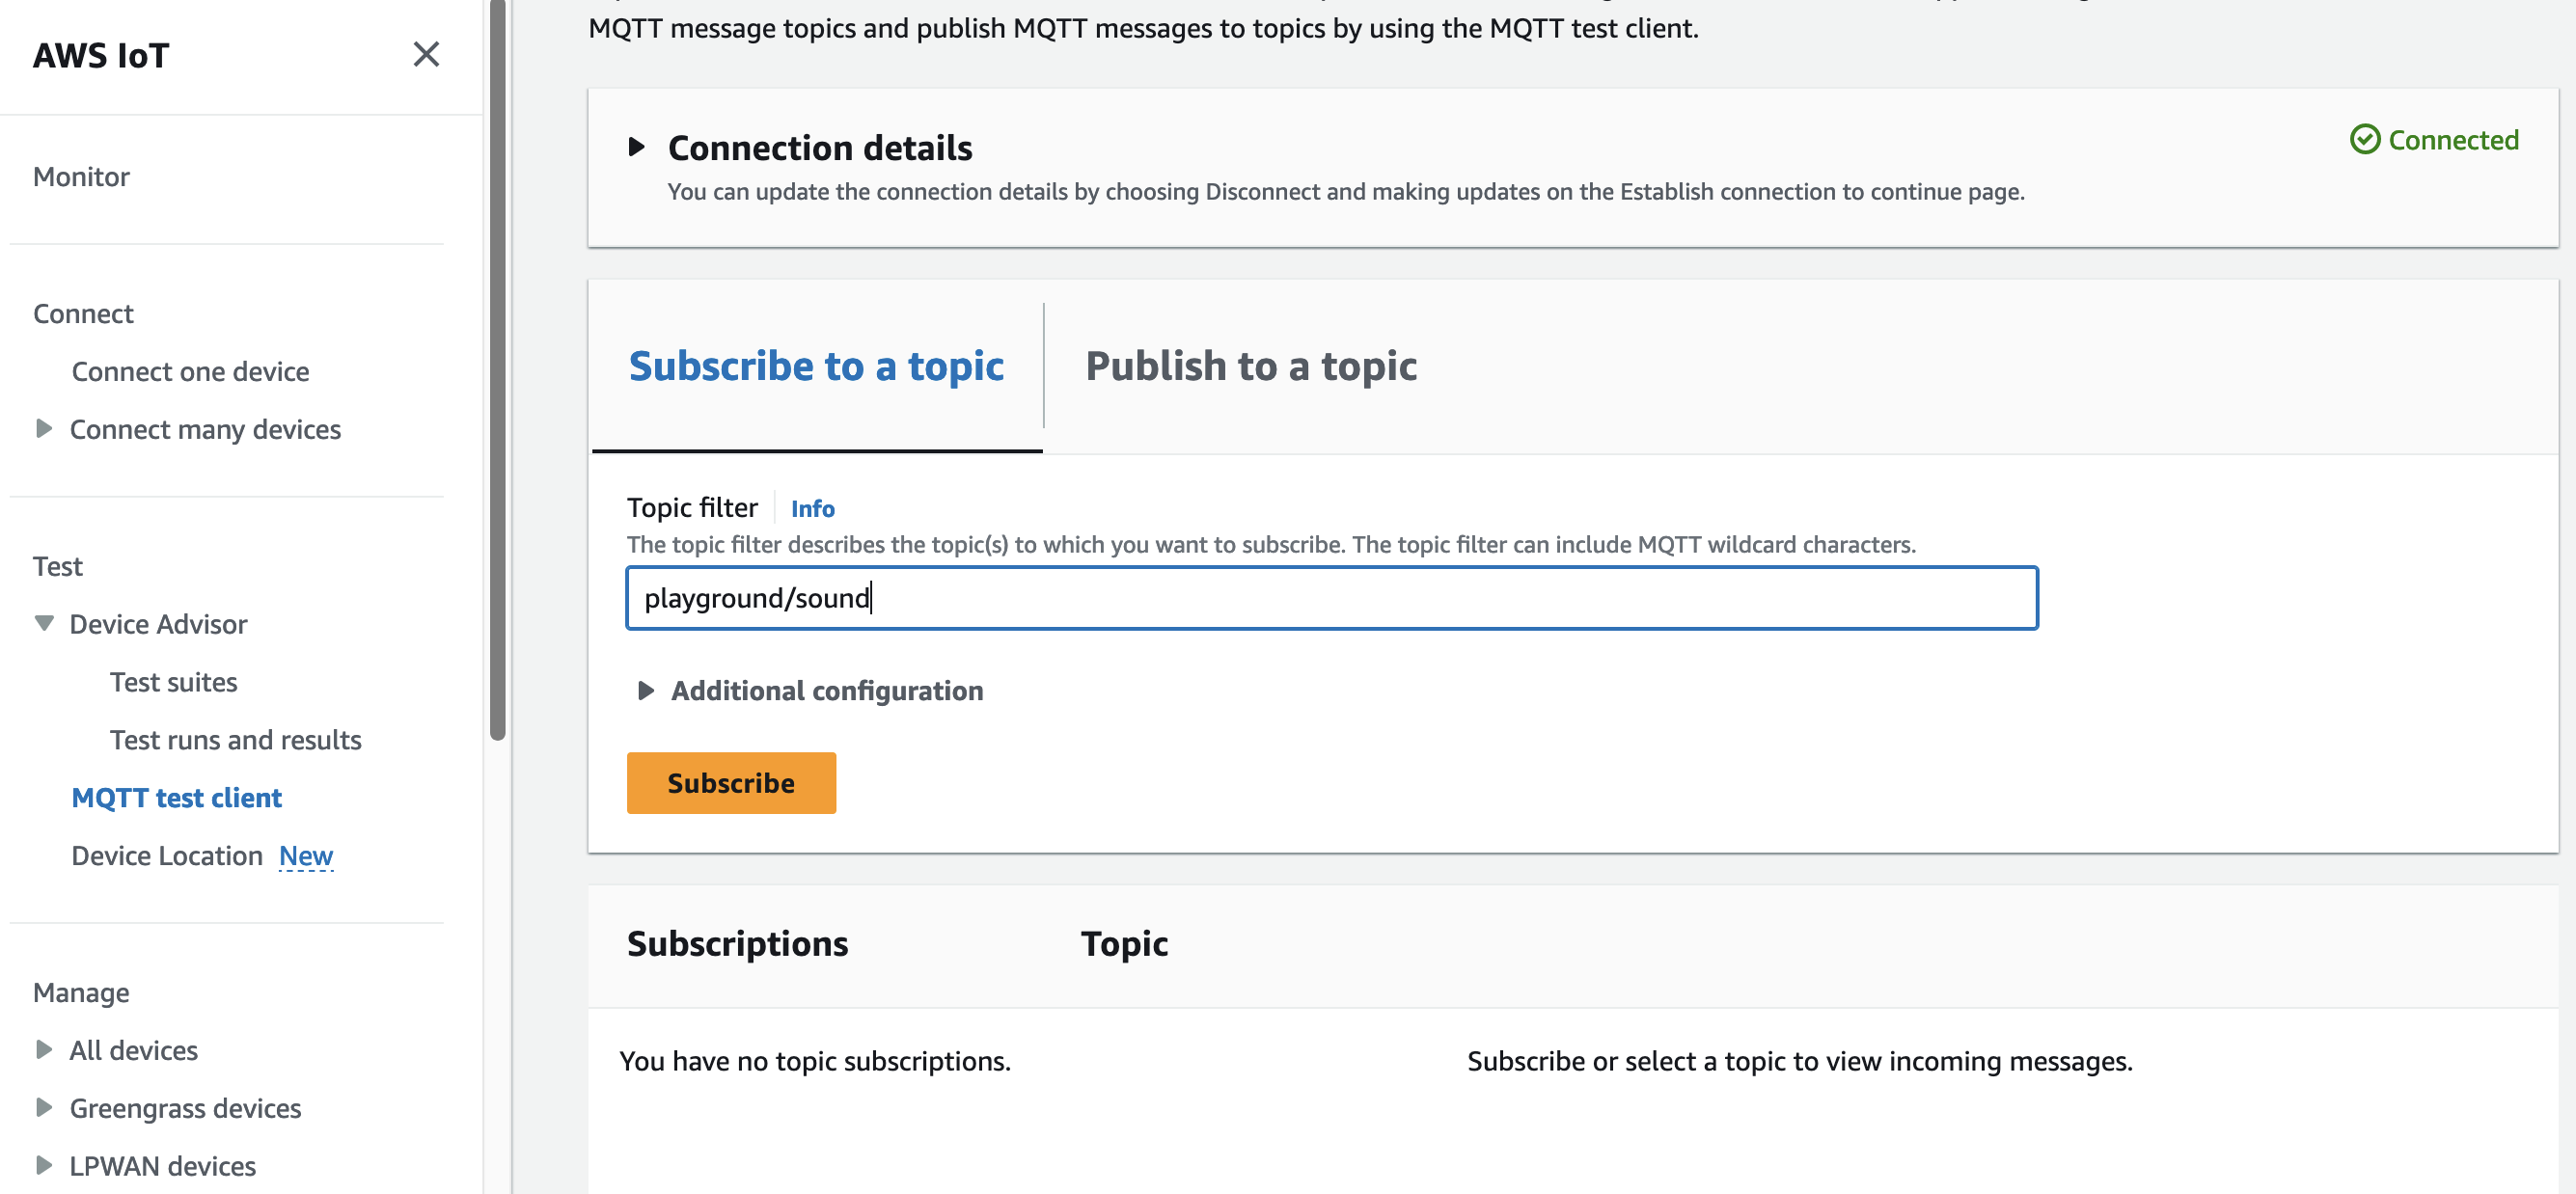 AWS IoT
Monitor
Connect
Connect one device
Connect many devices
Test
Device Advisor
Test suites
Test runs and results
MQTT test client
Device Location New
Manage
All devices
Greengrass devices
LPWAN devices
MQTT message topics and publish MQTT messages to topics by using the MQTT test client.
Connection details
Connected
You can update the connection details by choosing Disconnect and making updates on the Establish connection to continue page.
Subscribe to a topic
Publish to a topic
Topic filter Info
The topic filter describes the topic(s) to which you want to subscribe. The topic filter can include MQTT wildcard characters.
playground/sound
Additional configuration
Subscribe
Subscriptions
Topic
You have no topic subscriptions.
Subscribe or select a topic to view incoming messages.